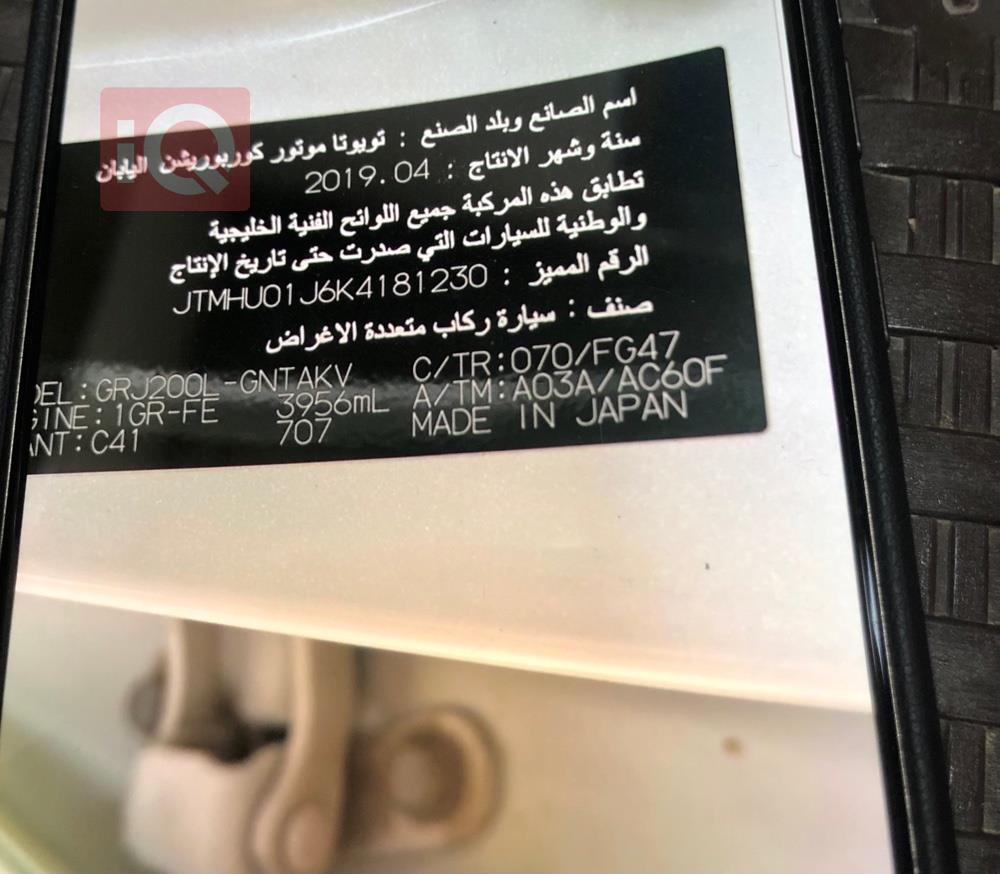 iQ
اسم الصانع وبلد الصنع : تويوتا موتور كوربوريشن اليابان
سنة وشهر الانتاج : 2019.04
تطابق هذه المركبة جميع اللوائح الفنية الخليجية
والوطنية للسيارات التي صدرت حتى تاريخ الإنتاج
الرقم المميز : JTMHU01J6K4181230
صنف : سيارة ركاب متعددة الاغراض
DEL : GRJ200L-GNTAKV C/TR:070/FG47
GINE : 1GR-FE 3956mL A/TM:A03A/AC60F
ANT : C41 707 MADE IN JAPAN